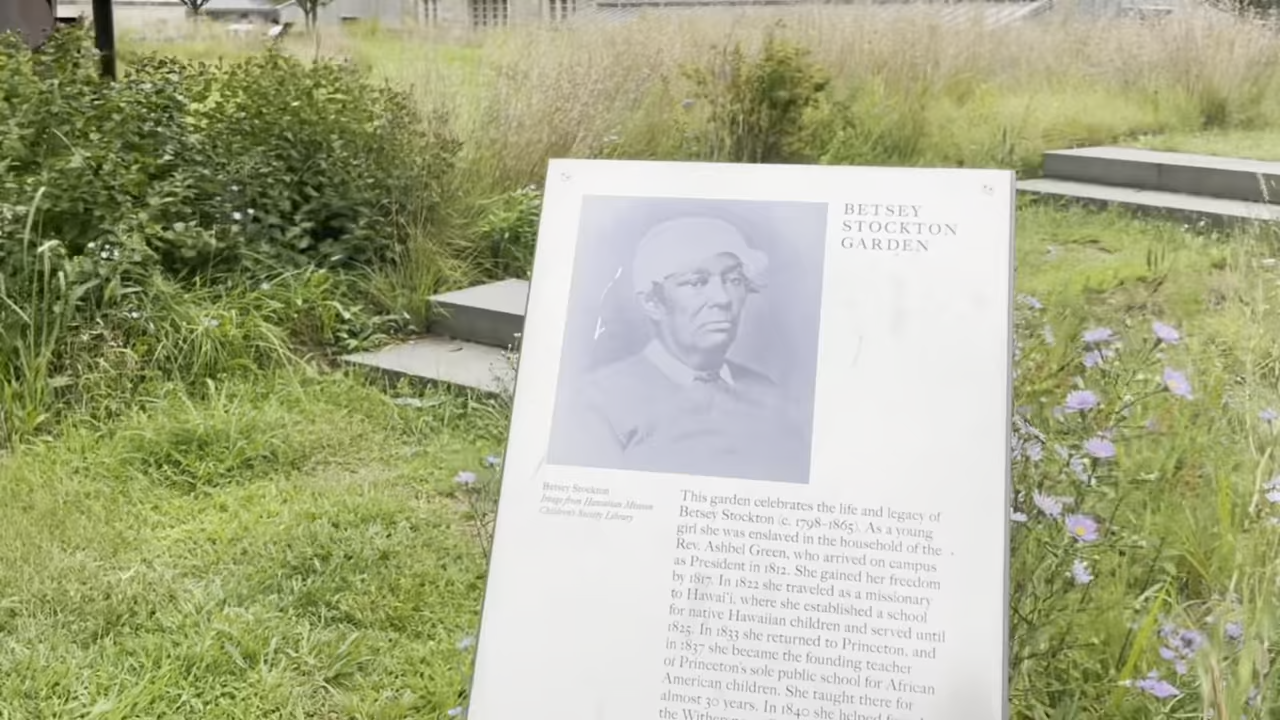 BETSEY
STOCKTON
GARDEN
Betsey Stockton
Image from Hawaiian Mission
Children's Society Library
This garden celebrates the life and legacy of
Betsey Stockton (c. 1798–1865). As a young
girl she was enslaved in the household of the
Rev. Ashbel Green, who arrived on campus
as President in 1812. She gained her freedom
by 1817. In 1822 she traveled as a missionary
to Hawai'i, where she established a school
for native Hawaiian children and served until
1825. In 1833 she returned to Princeton, and
in 1837 she became the founding teacher
of Princeton's sole public school for African
American children. She taught there for
almost 30 years. In 1840 she helped
the